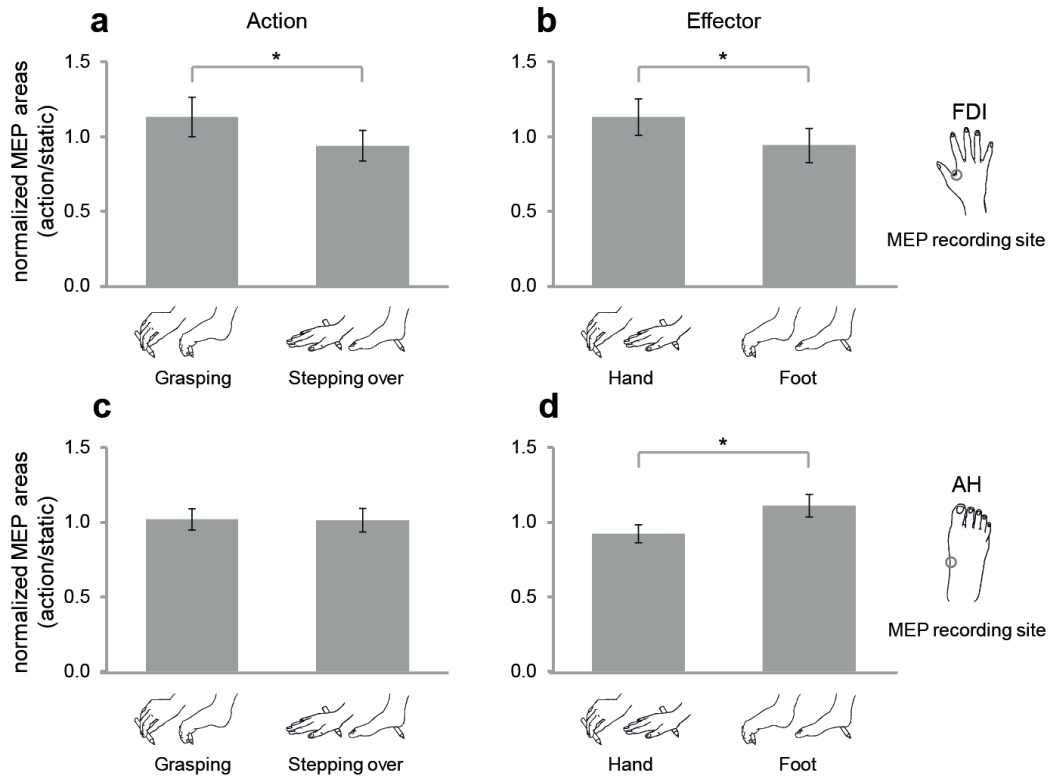 a
Action
b
Effector
normalized MEP areas
(action/static)
1.5
*
1.0
0.5
0.0
Grasping
Stepping over
1.5
*
1.0
0.5
0.0
Hand
Foot
FDI
MEP recording site
c
d
normalized MEP areas
(action/static)
1.5
1.0
0.5
0.0
Grasping
Stepping over
1.5
*
1.0
0.5
0.0
Hand
Foot
AH
MEP recording site